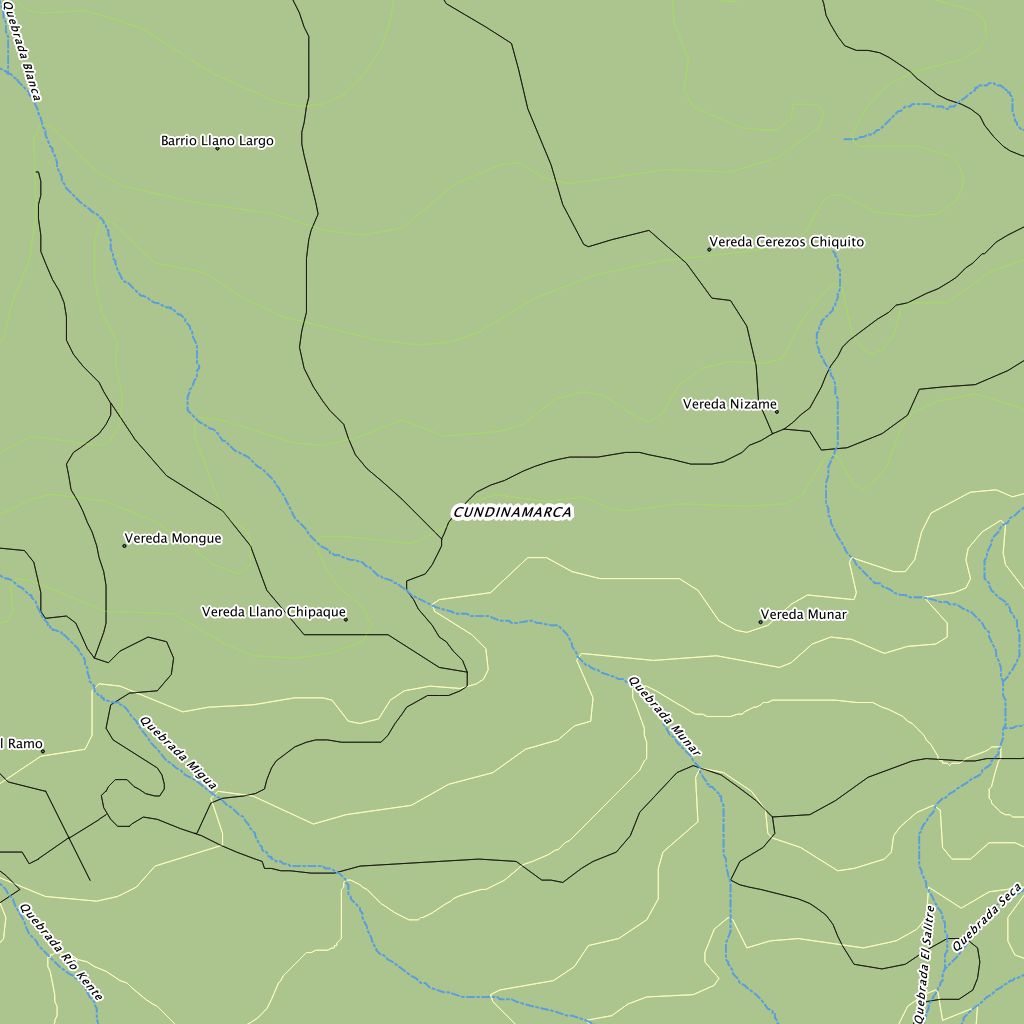 Quebrada Blanca
Barrio Llano Largo
Vereda Cerezos Chiquito
Vereda Nizame
CUNDINAMARCA
Vereda Mongue
Vereda Llano Chipaque
Vereda Munar
Quebrada Munar
Quebrada Migua
l Ramo
Quebrada Seca
Quebrada El Salitre
Quebrada Río Kente